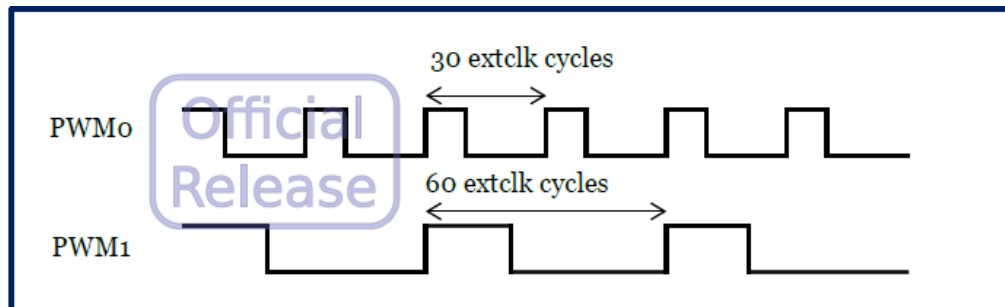 30 extclk cycles
PWM0
Official
Release
60 extclk cycles
PWM1